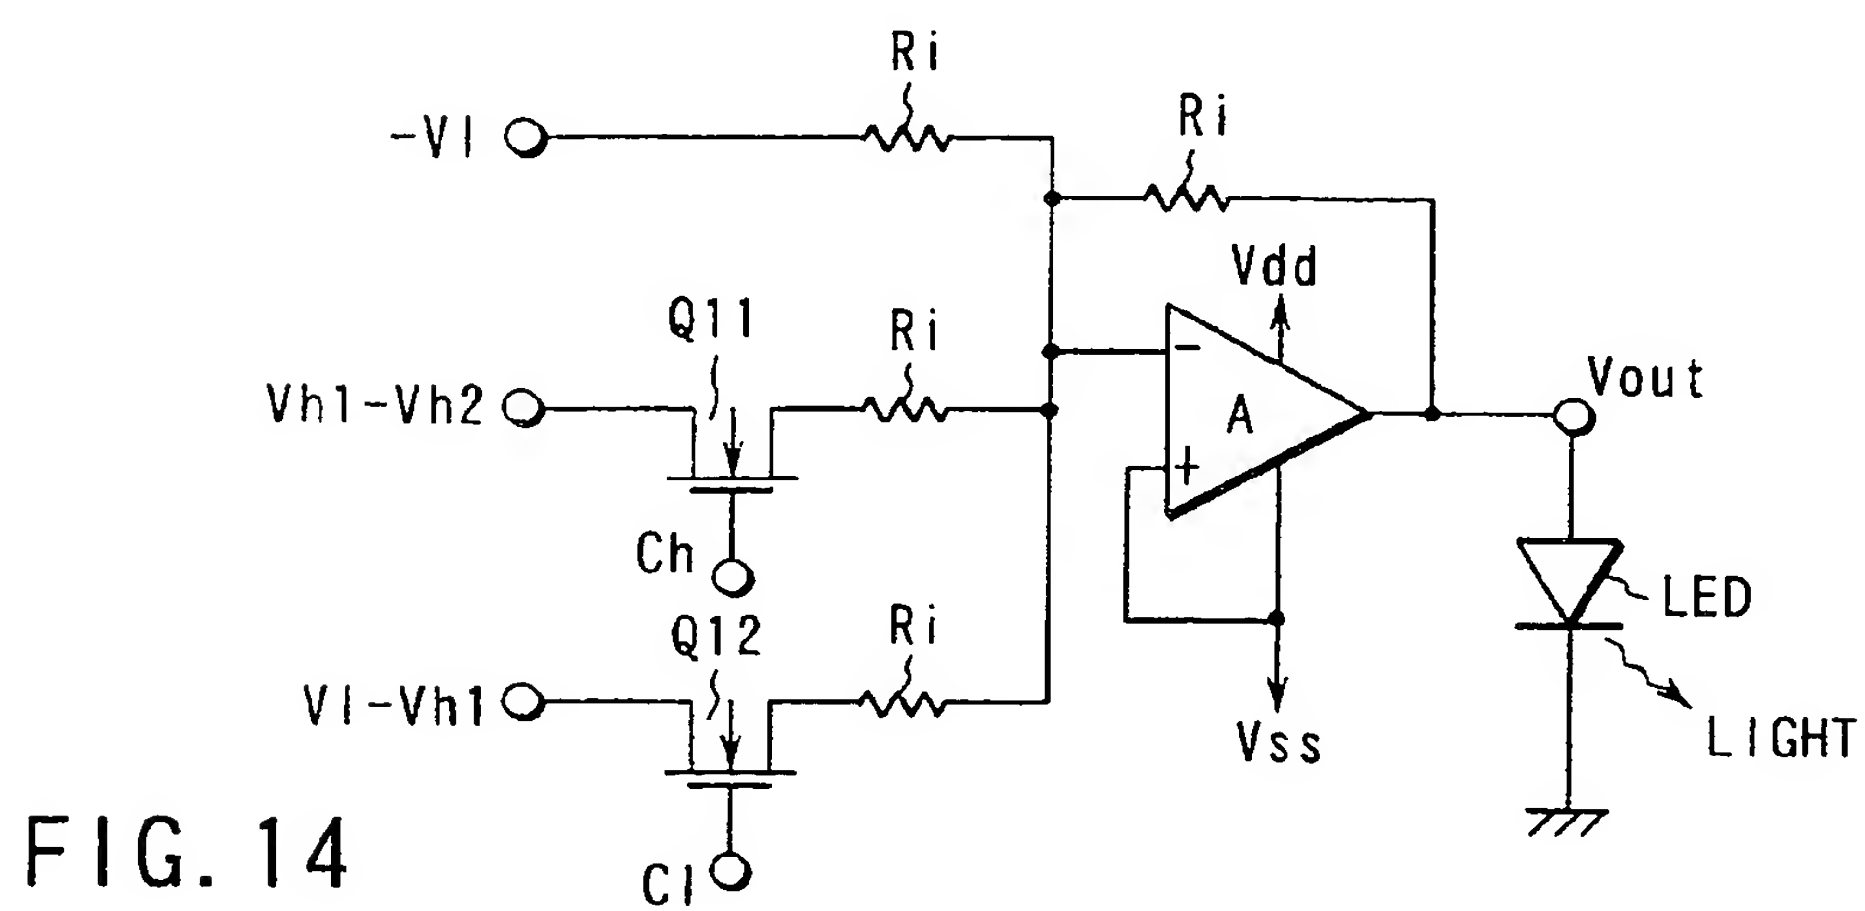 Ri
-Vl
Ri
Vdd
Q11
Ri
Vout
Vh1-Vh2
-
A
+
Ch
LED
Q12
Ri
Vl-Vh1
Vss
LIGHT
Cl
FIG. 14